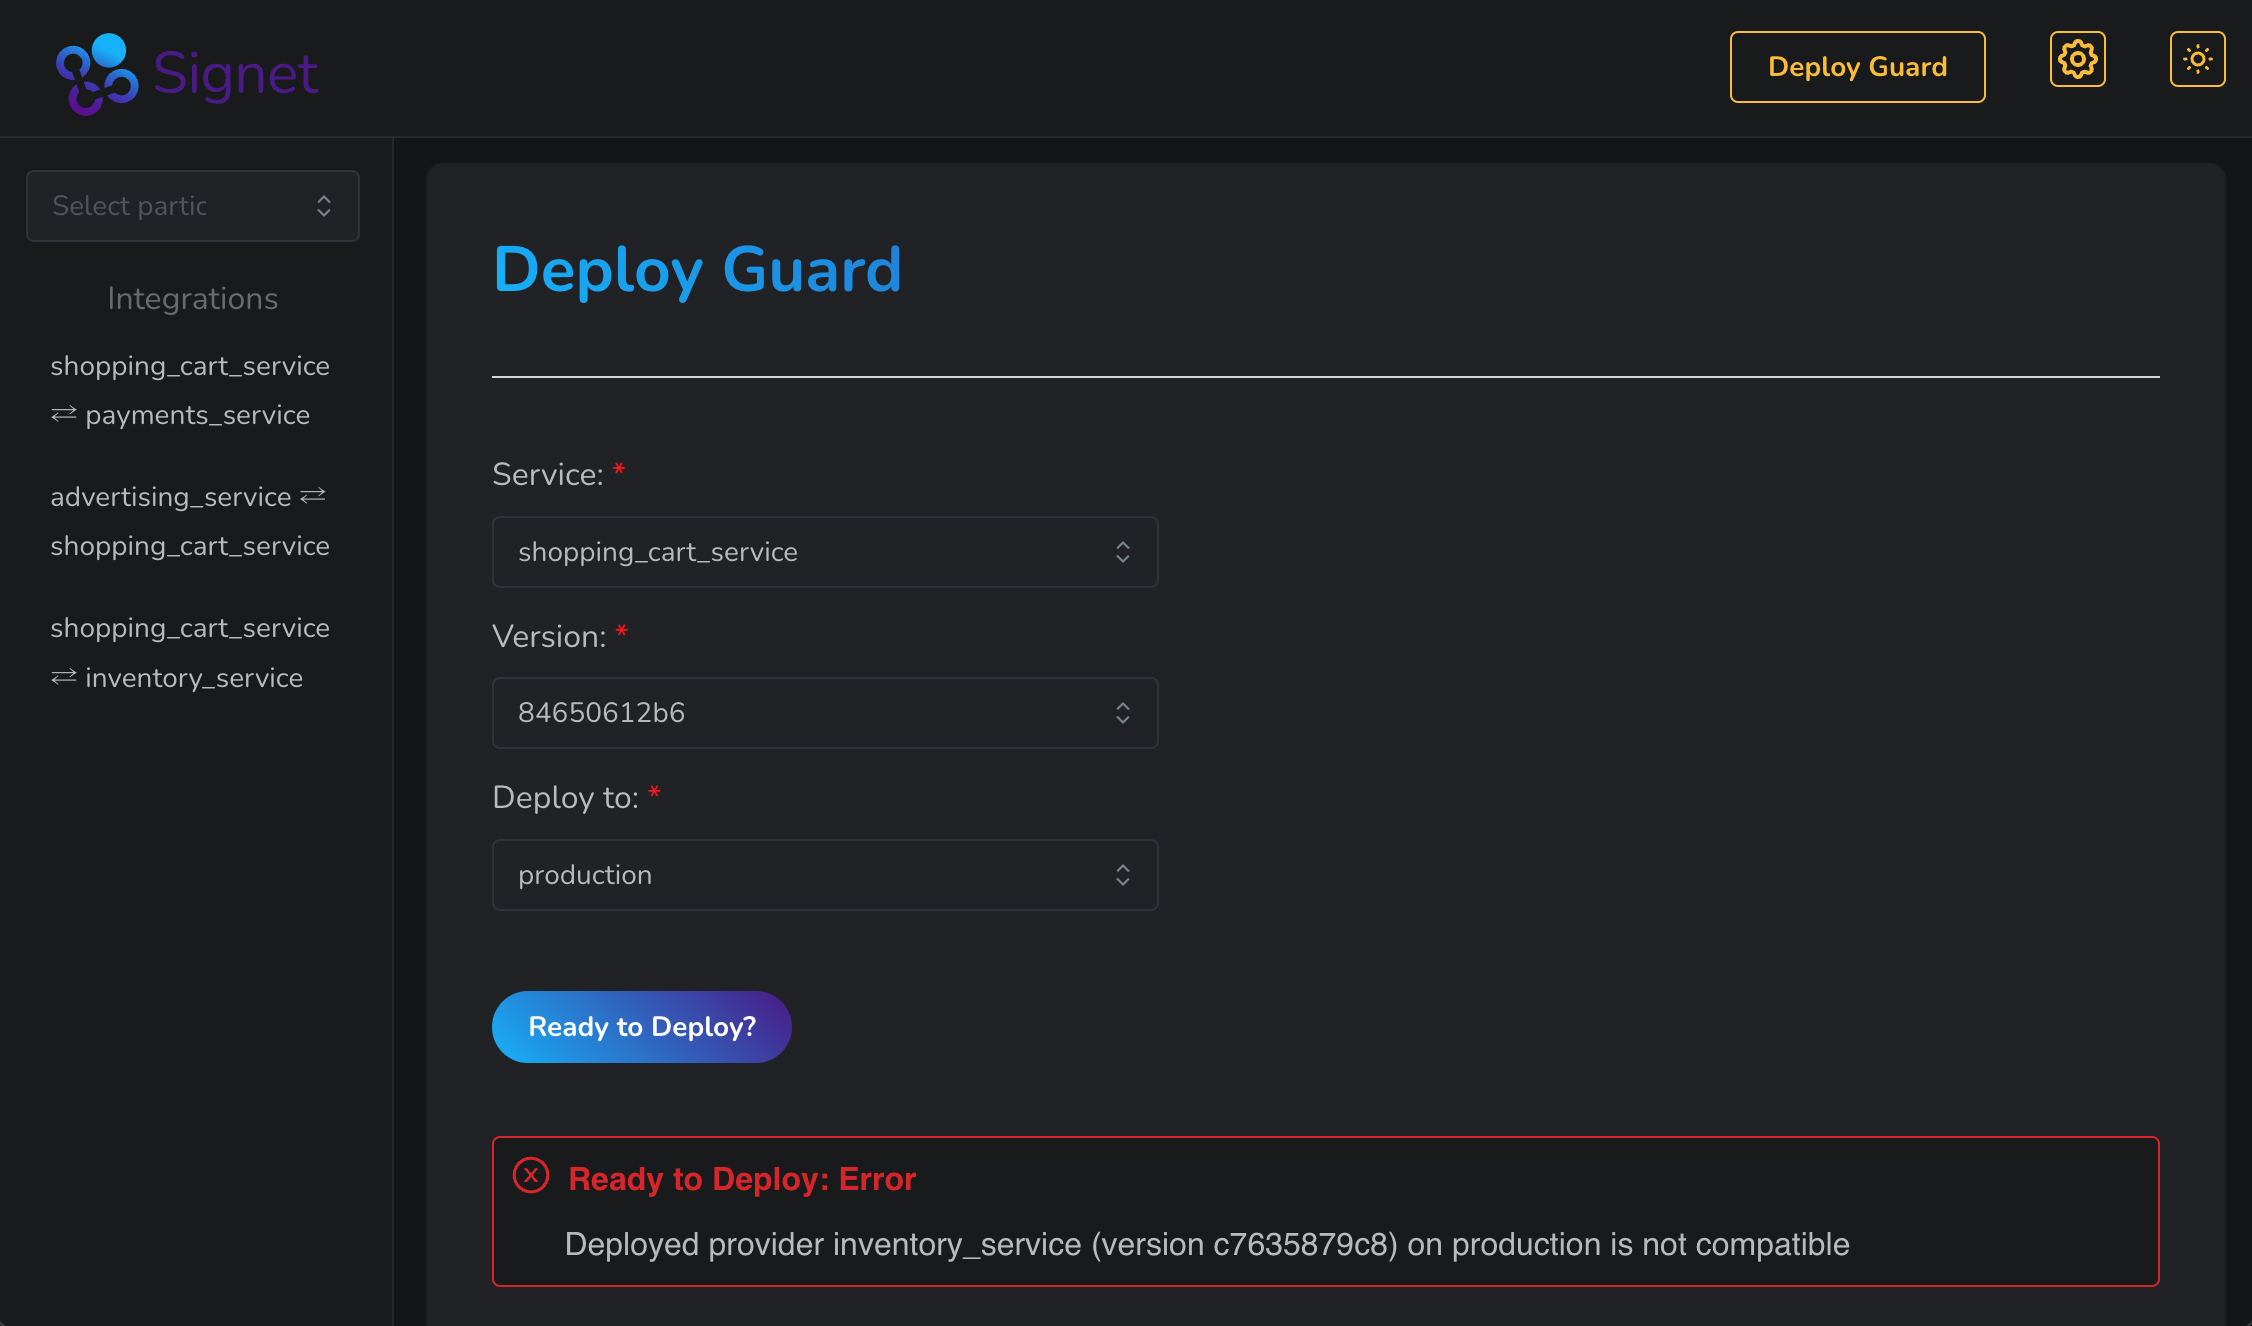 Signet
Deploy Guard
Select partic
Integrations
shopping_cart_service
⇄ payments_service
advertising_service ⇄
shopping_cart_service
shopping_cart_service
⇄ inventory_service
Deploy Guard
Service: *
shopping_cart_service
Version: *
84650612b6
Deploy to: *
production
Ready to Deploy?
Ready to Deploy: Error
Deployed provider inventory_service (version c7635879c8) on production is not compatible